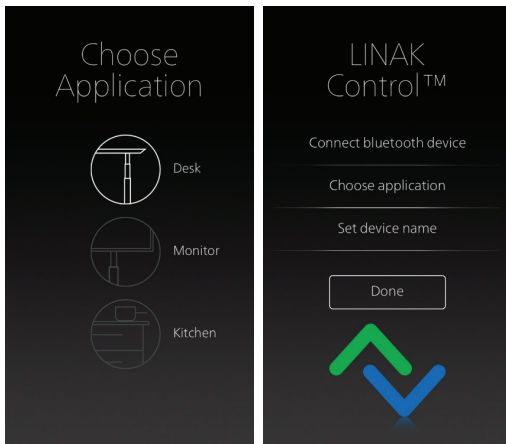 Choose
Application
Desk
Monitor
Kitchen
LINAK
Control™
Connect bluetooth device
Choose application
Set device name
Done